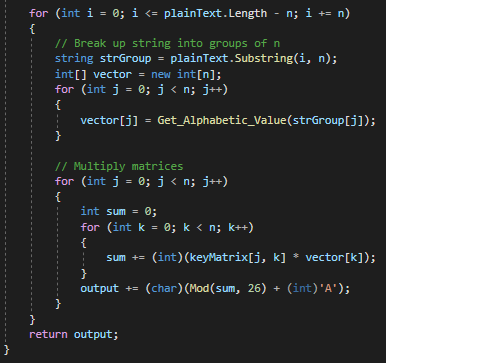 for (int i = 0; i <= plainText.Length - n; i += n)
{
// Break up string into groups of n
string strGroup = plainText.Substring(i, n);
int[] vector = new int[n];
for (int j = 0; j < n; j++)
{
vector[j] = Get_Alphabetic_Value(strGroup[j]);
}
// Multiply matrices
for (int j = 0; j < n; j++)
{
int sum = 0;
for (int k = 0; k < n; k++)
{
sum += (int)(keyMatrix[j, k] * vector[k]);
}
output += (char)(Mod(sum, 26) + (int)'A');
}
}
return output;
}